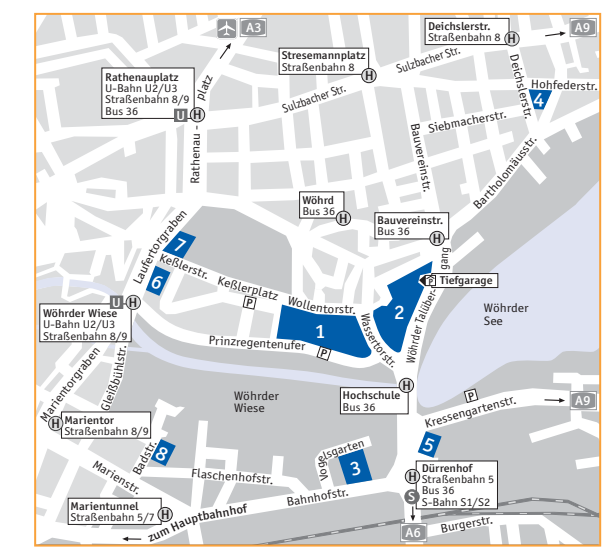 A3
Deichslerstr.
Straßenbahn 8
A9
Stresemannplatz
Straßenbahn 8
Sulzbacher Str.
Rathenauplatz
U-Bahn U2/U3
Straßenbahn 8/9
Bus 36
U H
H
H
Rathenau - platz
Sulzbacher Str.
Deichslerstr.
Hohfederstr.
4
Siebmacherstr.
Bauvereinstr.
Bartholomäusstr.
Wöhrd
Bus 36
H
Bauvereinstr.
Bus 36
H
Laufertorgraben
7
6
Keßlerstr.
Keßlerplatz
P
Wollentorstr.
1
2
P
Tiefgarage
Wöhrder Talüber-
gang
Wassertorstr.
Wöhrder
See
U H
Wöhrder Wiese
U-Bahn U2/U3
Straßenbahn 8/9
Prinzregentenufer
P
Marientorgraben
Gleißbühlstr.
Wöhrder
Wiese
H
Hochschule
Bus 36
P
Kressengartenstr.
A9
H
Marientor
Straßenbahn 8/9
Badstr.
8
Vogelsgarten
3
5
Marienstr.
Flaschenhofstr.
Bahnhofstr.
H
Dürrenhof
Straßenbahn 5
Bus 36
S-Bahn S1/S2
S
Marientunnel
Straßenbahn 5/7
H
zum Hauptbahnhof
A6
Burgerstr.